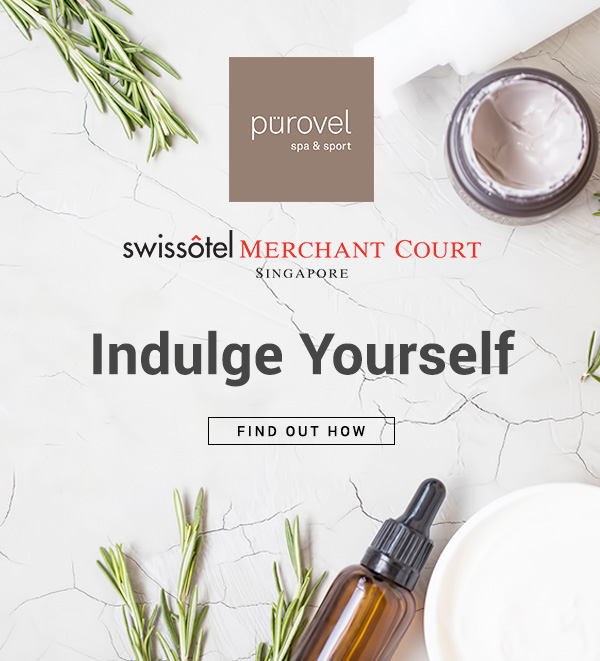 pürovel
spa & sport
swissôtel MERCHANT COURT
SINGAPORE
Indulge Yourself
FIND OUT HOW